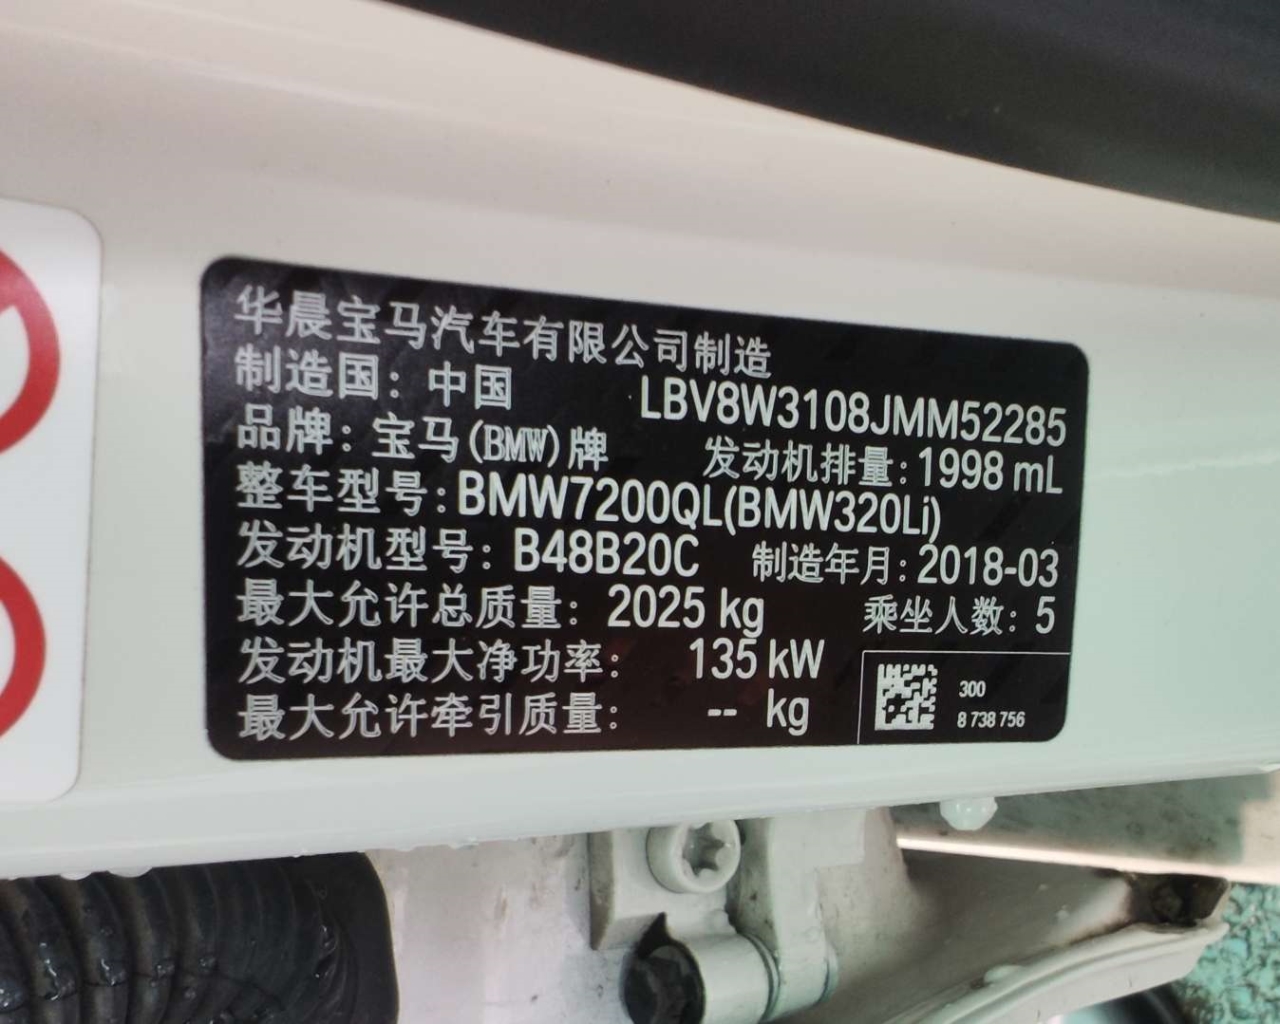 华晨宝马汽车有限公司制造
制造国：中国 LBV8W3108JMM52285
品牌：宝马(BMW)牌 发动机排量：1998 mL
整车型号：BMW7200QL(BMW320Li)
发动机型号：B48B20C 制造年月：2018-03
最大允许总质量：2025 kg 乘坐人数：5
发动机最大净功率：135 kW
最大允许牵引质量：-- kg
300
8 738 756